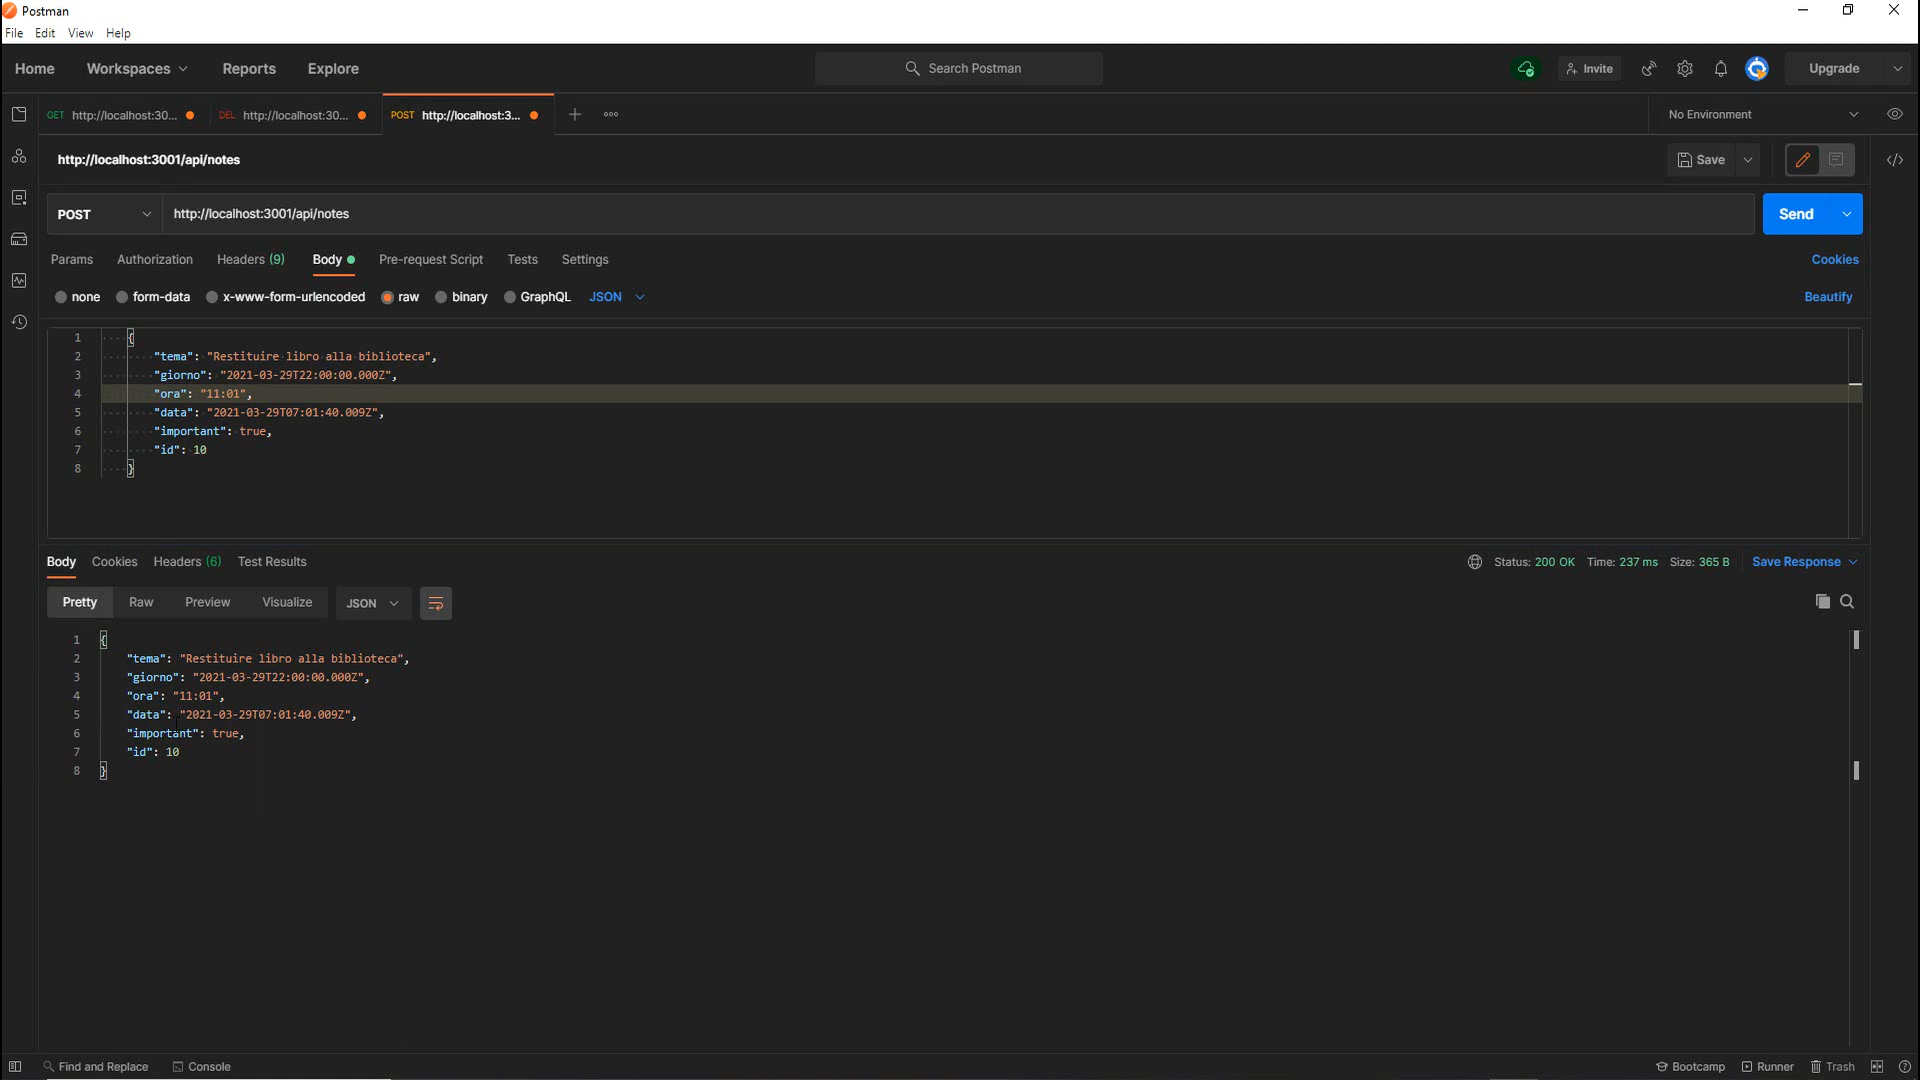 Postman
File Edit View Help
Home Workspaces Reports Explore Search Postman Invite Upgrade
GET http://localhost:30... DEL http://localhost:30... POST http://localhost:3... No Environment
http://localhost:3001/api/notes Save
POST http://localhost:3001/api/notes Send
Params Authorization Headers (9) Body Pre-request Script Tests Settings Cookies
none form-data x-www-form-urlencoded raw binary GraphQL JSON Beautify
1 {
2 "tema": "Restituire libro alla biblioteca",
3 "giorno": "2021-03-29T22:00:00.000Z",
4 "ora": "11:01",
5 "data": "2021-03-29T07:01:40.009Z",
6 "important": true,
7 "id": 10
8 }
Body Cookies Headers (6) Test Results Status: 200 OK Time: 237 ms Size: 365 B Save Response
Pretty Raw Preview Visualize JSON
1 {
2 "tema": "Restituire libro alla biblioteca",
3 "giorno": "2021-03-29T22:00:00.000Z",
4 "ora": "11:01",
5 "data": "2021-03-29T07:01:40.009Z",
6 "important": true,
7 "id": 10
8 }
Find and Replace Console Bootcamp Runner Trash